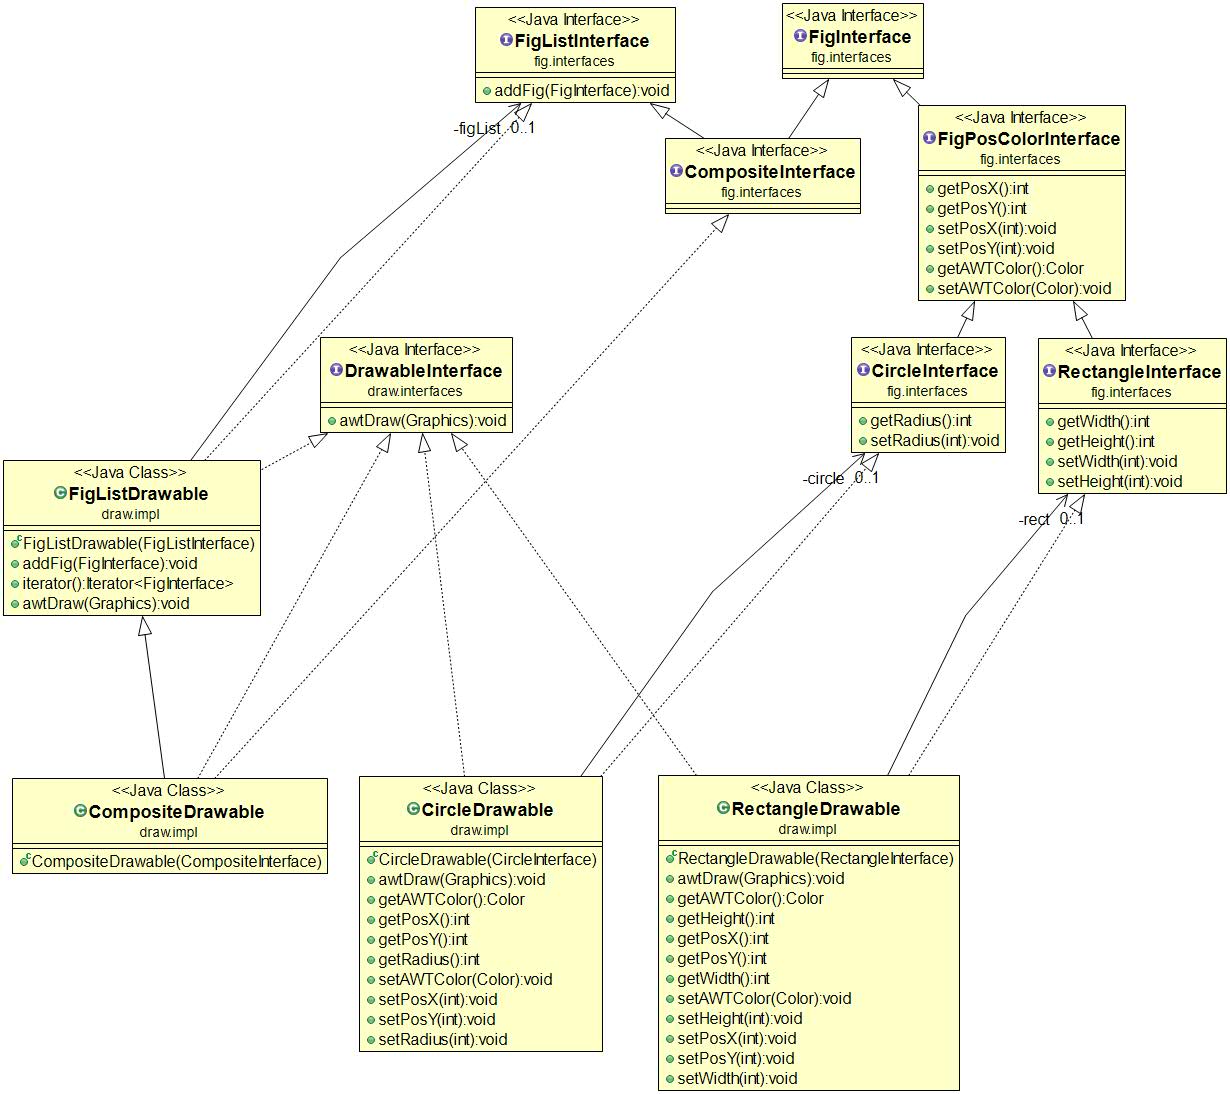 <<Java Interface>>
FigListInterface
fig.interfaces
addFig(FigInterface):void
<<Java Interface>>
FigInterface
fig.interfaces
-figList 0..1
<<Java Interface>>
CompositeInterface
fig.interfaces
<<Java Interface>>
FigPosColorInterface
fig.interfaces
getPosX():int
getPosY():int
setPosX(int):void
setPosY(int):void
getAWTColor():Color
setAWTColor(Color):void
<<Java Interface>>
DrawableInterface
draw.interfaces
awtDraw(Graphics):void
<<Java Interface>>
CircleInterface
fig.interfaces
getRadius():int
setRadius(int):void
<<Java Interface>>
RectangleInterface
fig.interfaces
getWidth():int
getHeight():int
setWidth(int):void
setHeight(int):void
-circle 0..1
-rect 0..1
<<Java Class>>
FigListDrawable
draw.impl
FigListDrawable(FigListInterface)
addFig(FigInterface):void
iterator():Iterator<FigInterface>
awtDraw(Graphics):void
<<Java Class>>
CompositeDrawable
draw.impl
CompositeDrawable(CompositeInterface)
<<Java Class>>
CircleDrawable
draw.impl
CircleDrawable(CircleInterface)
awtDraw(Graphics):void
getAWTColor():Color
getPosX():int
getPosY():int
getRadius():int
setAWTColor(Color):void
setPosX(int):void
setPosY(int):void
setRadius(int):void
<<Java Class>>
RectangleDrawable
draw.impl
RectangleDrawable(RectangleInterface)
awtDraw(Graphics):void
getAWTColor():Color
getHeight():int
getPosX():int
getPosY():int
getWidth():int
setAWTColor(Color):void
setHeight(int):void
setPosX(int):void
setPosY(int):void
setWidth(int):void